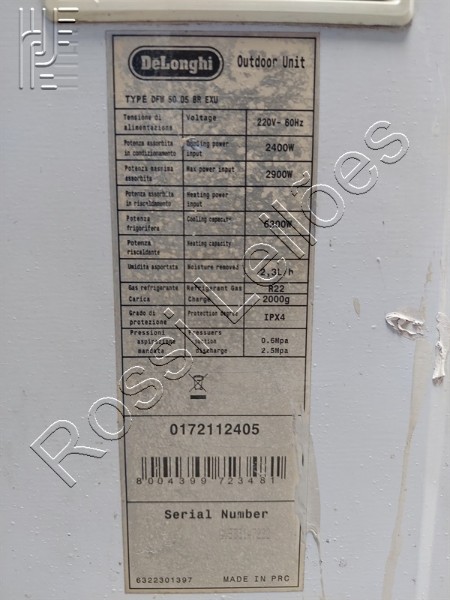 DeLonghi Outdoor Unit
TYPE DFW 60 DS BR EXU
Tensione di alimentazione Voltage 220V- 60Hz
Potenza assorbita in condizionamento Cooling power input 2400W
Potenza massima assorbita Max power input 2900W
Potenza assorbita in riscaldamento Heating power input
Potenza frigorifera Cooling capacity 6300W
Potenza riscaldante Heating capacity
Umidita asportata Moisture removed 2,3L/h
Gas refrigerante Refrigerant Gas R22
Carica Charge 2000g
Grado di protezione Protection degree IPX4
Pressioni Pressuers
aspirazione suction 0.6Mpa
mandata discharge 2.5Mpa
0172112405
8004399723481
Serial Number
6322301397 MADE IN PRC
Rossi Leilões